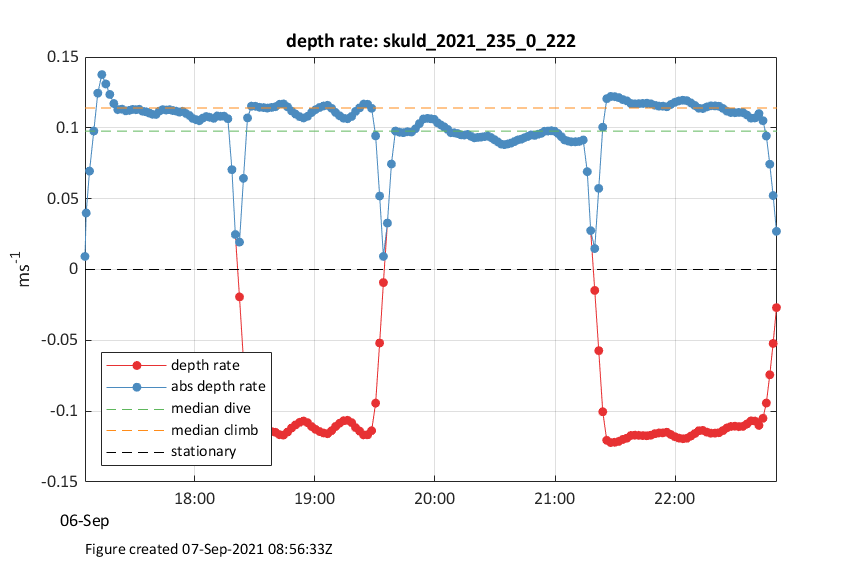 depth rate: skuld_2021_235_0_222
0.15
0.1
0.05
0
-0.05
-0.1
-0.15
ms-1
depth rate
abs depth rate
median dive
median climb
stationary
18:00 19:00 20:00 21:00 22:00
06-Sep
Figure created 07-Sep-2021 08:56:33Z